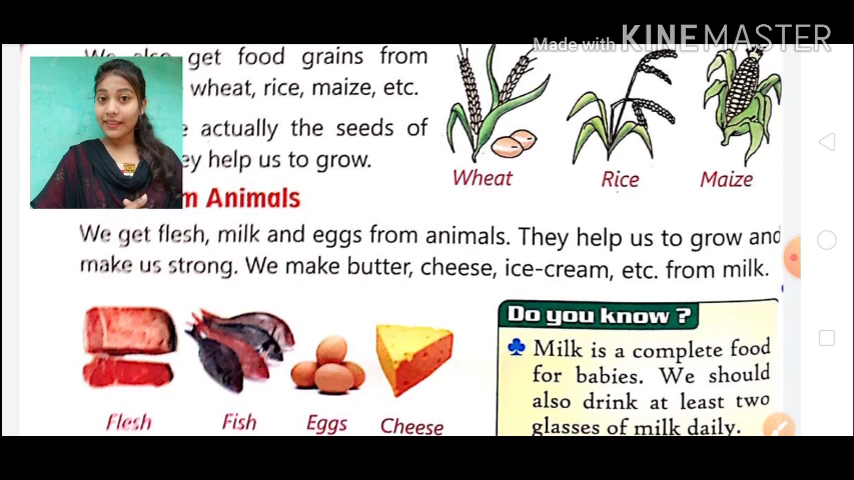 Made with KINEMASTER
We also get food grains from
wheat, rice, maize, etc.
actually the seeds of
they help us to grow.
Wheat
Rice
Maize
Animals
We get flesh, milk and eggs from animals. They help us to grow and
make us strong. We make butter, cheese, ice-cream, etc. from milk.
Flesh
Fish
Eggs
Cheese
Do you know ?
Milk is a complete food
for babies. We should
also drink at least two
glasses of milk daily.